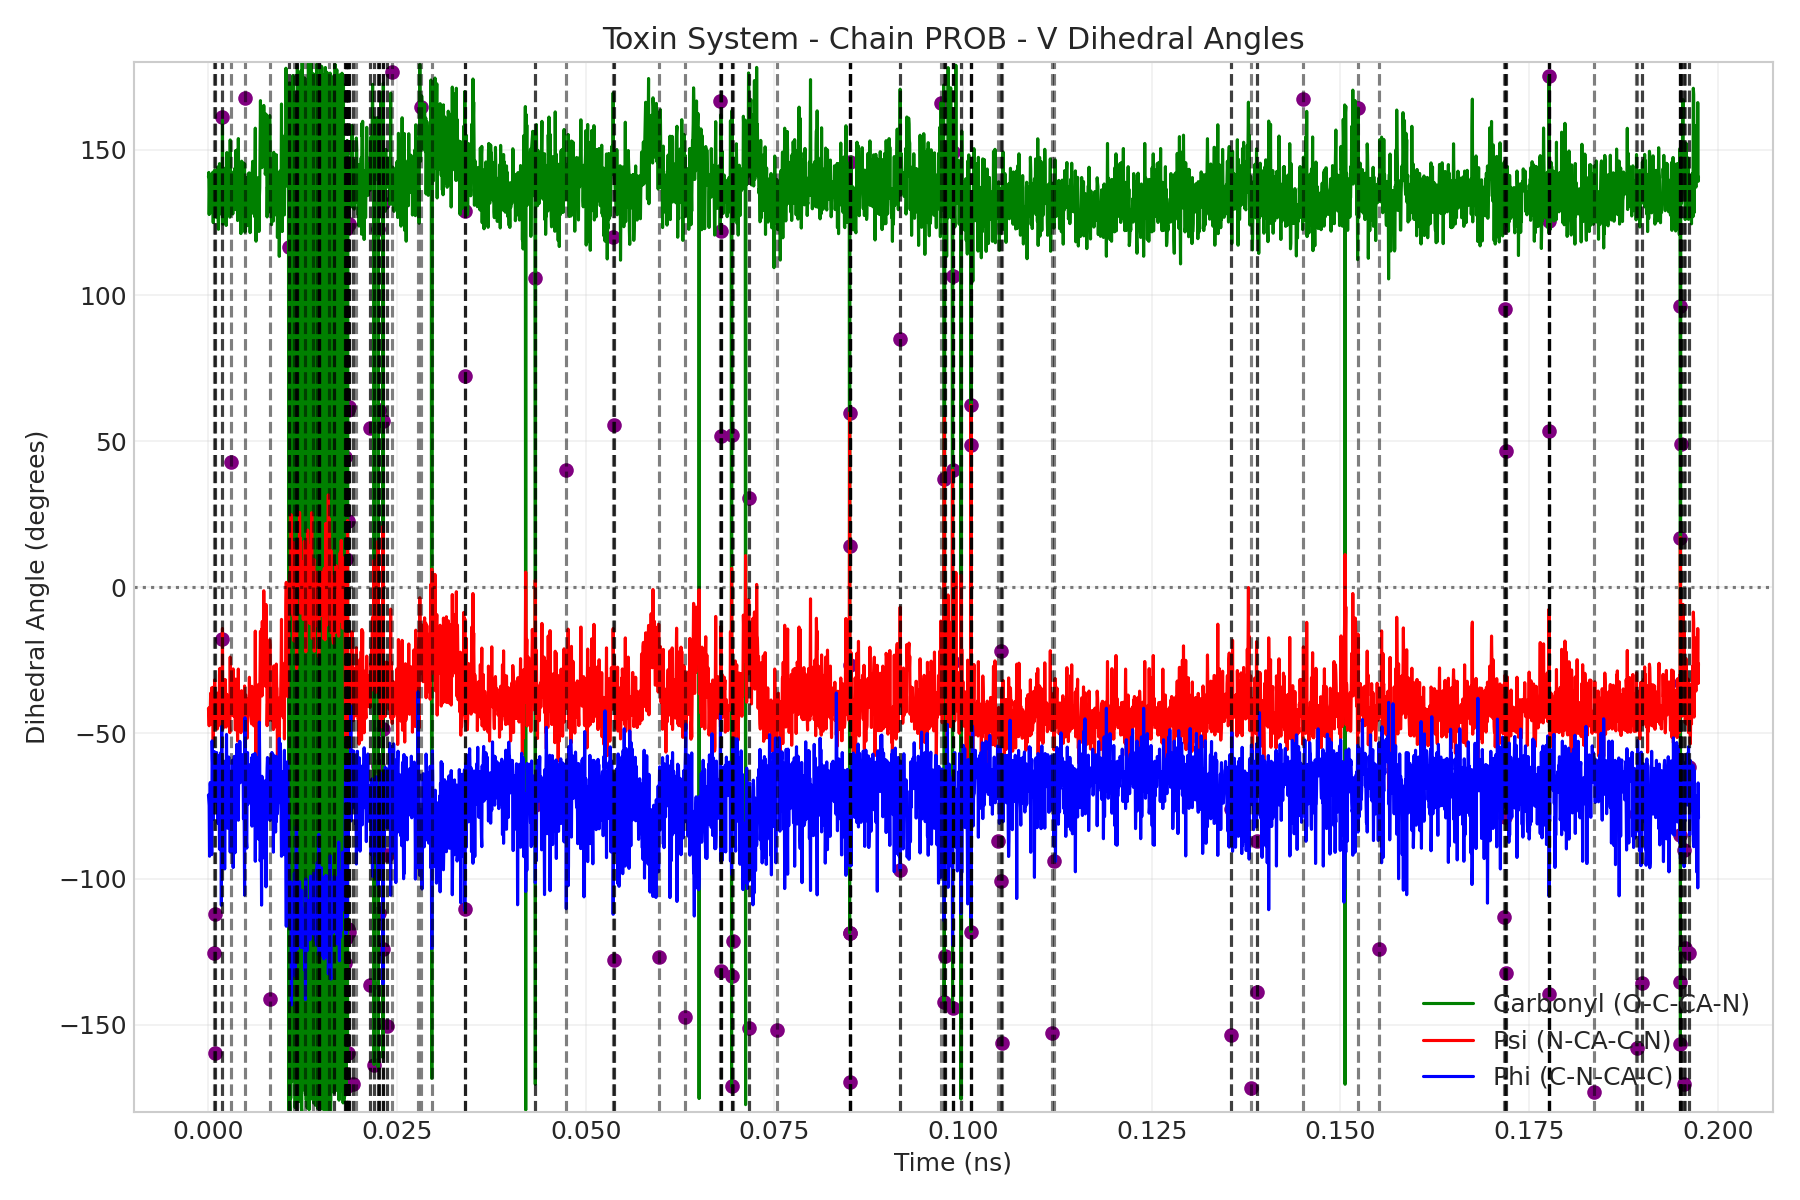 Toxin System - Chain PROB - V Dihedral Angles
Dihedral Angle (degrees)
150
100
50
0
−50
−100
−150
Carbonyl (O-C-CA-N)
Psi (N-CA-C-N)
Phi (C-N-CA-C)
0.000 0.025 0.050 0.075 0.100 0.125 0.150 0.175 0.200
Time (ns)